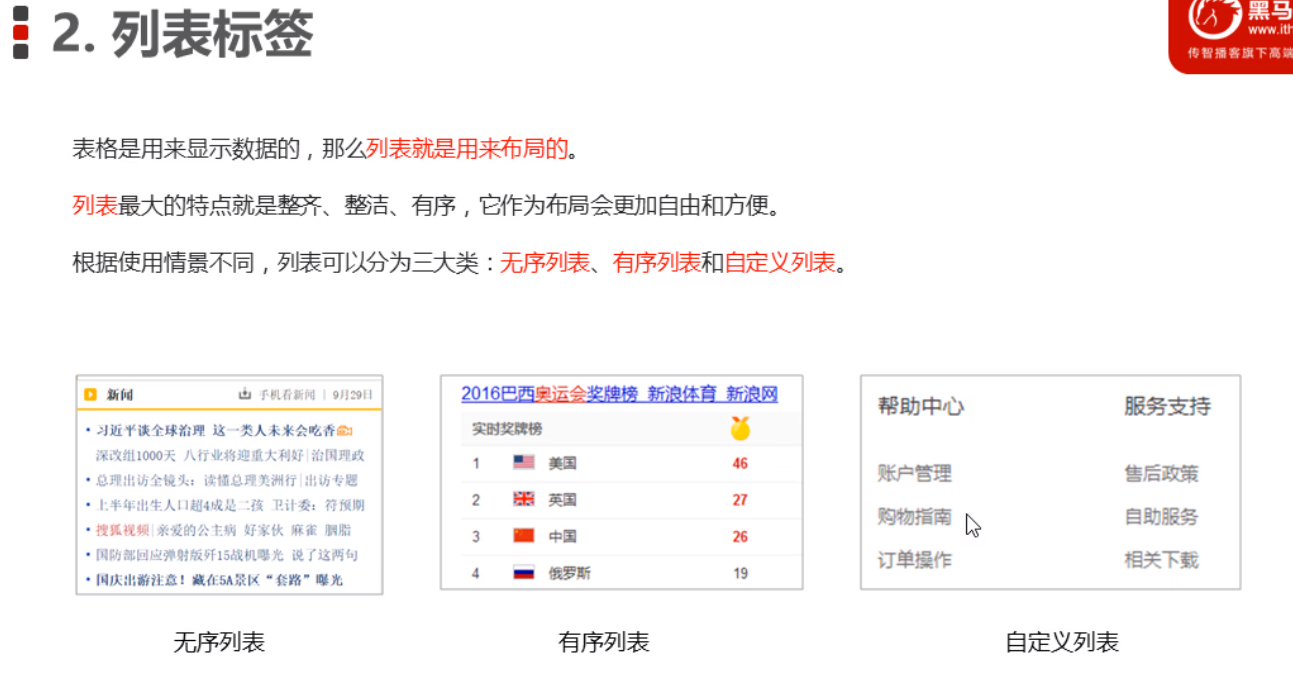 2. 列表标签
黑马
www.ith
传智播客旗下高端
表格是用来显示数据的，那么列表就是用来布局的。
列表最大的特点就是整齐、整洁、有序，它作为布局会更加自由和方便。
根据使用情景不同，列表可以分为三大类：无序列表、有序列表和自定义列表。
新闻 手机看新闻 | 9月29日
• 习近平谈全球治理 这一类人未来会吃香
深改组1000天 八行业将迎重大利好|治国理政
• 总理出访全镜头：读懂总理美洲行|出访专题
• 上半年出生人口超4成是二孩 卫计委：符预期
• 搜狐视频|亲爱的公主病 好家伙 麻雀 胭脂
• 国防部回应弹射版歼15战机曝光 说了这两句
• 国庆出游注意！藏在5A景区“套路”曝光
无序列表
2016巴西奥运会奖牌榜_新浪体育_新浪网
实时奖牌榜
1 美国 46
2 英国 27
3 中国 26
4 俄罗斯 19
有序列表
帮助中心 服务支持
账户管理 售后政策
购物指南 自助服务
订单操作 相关下载
自定义列表